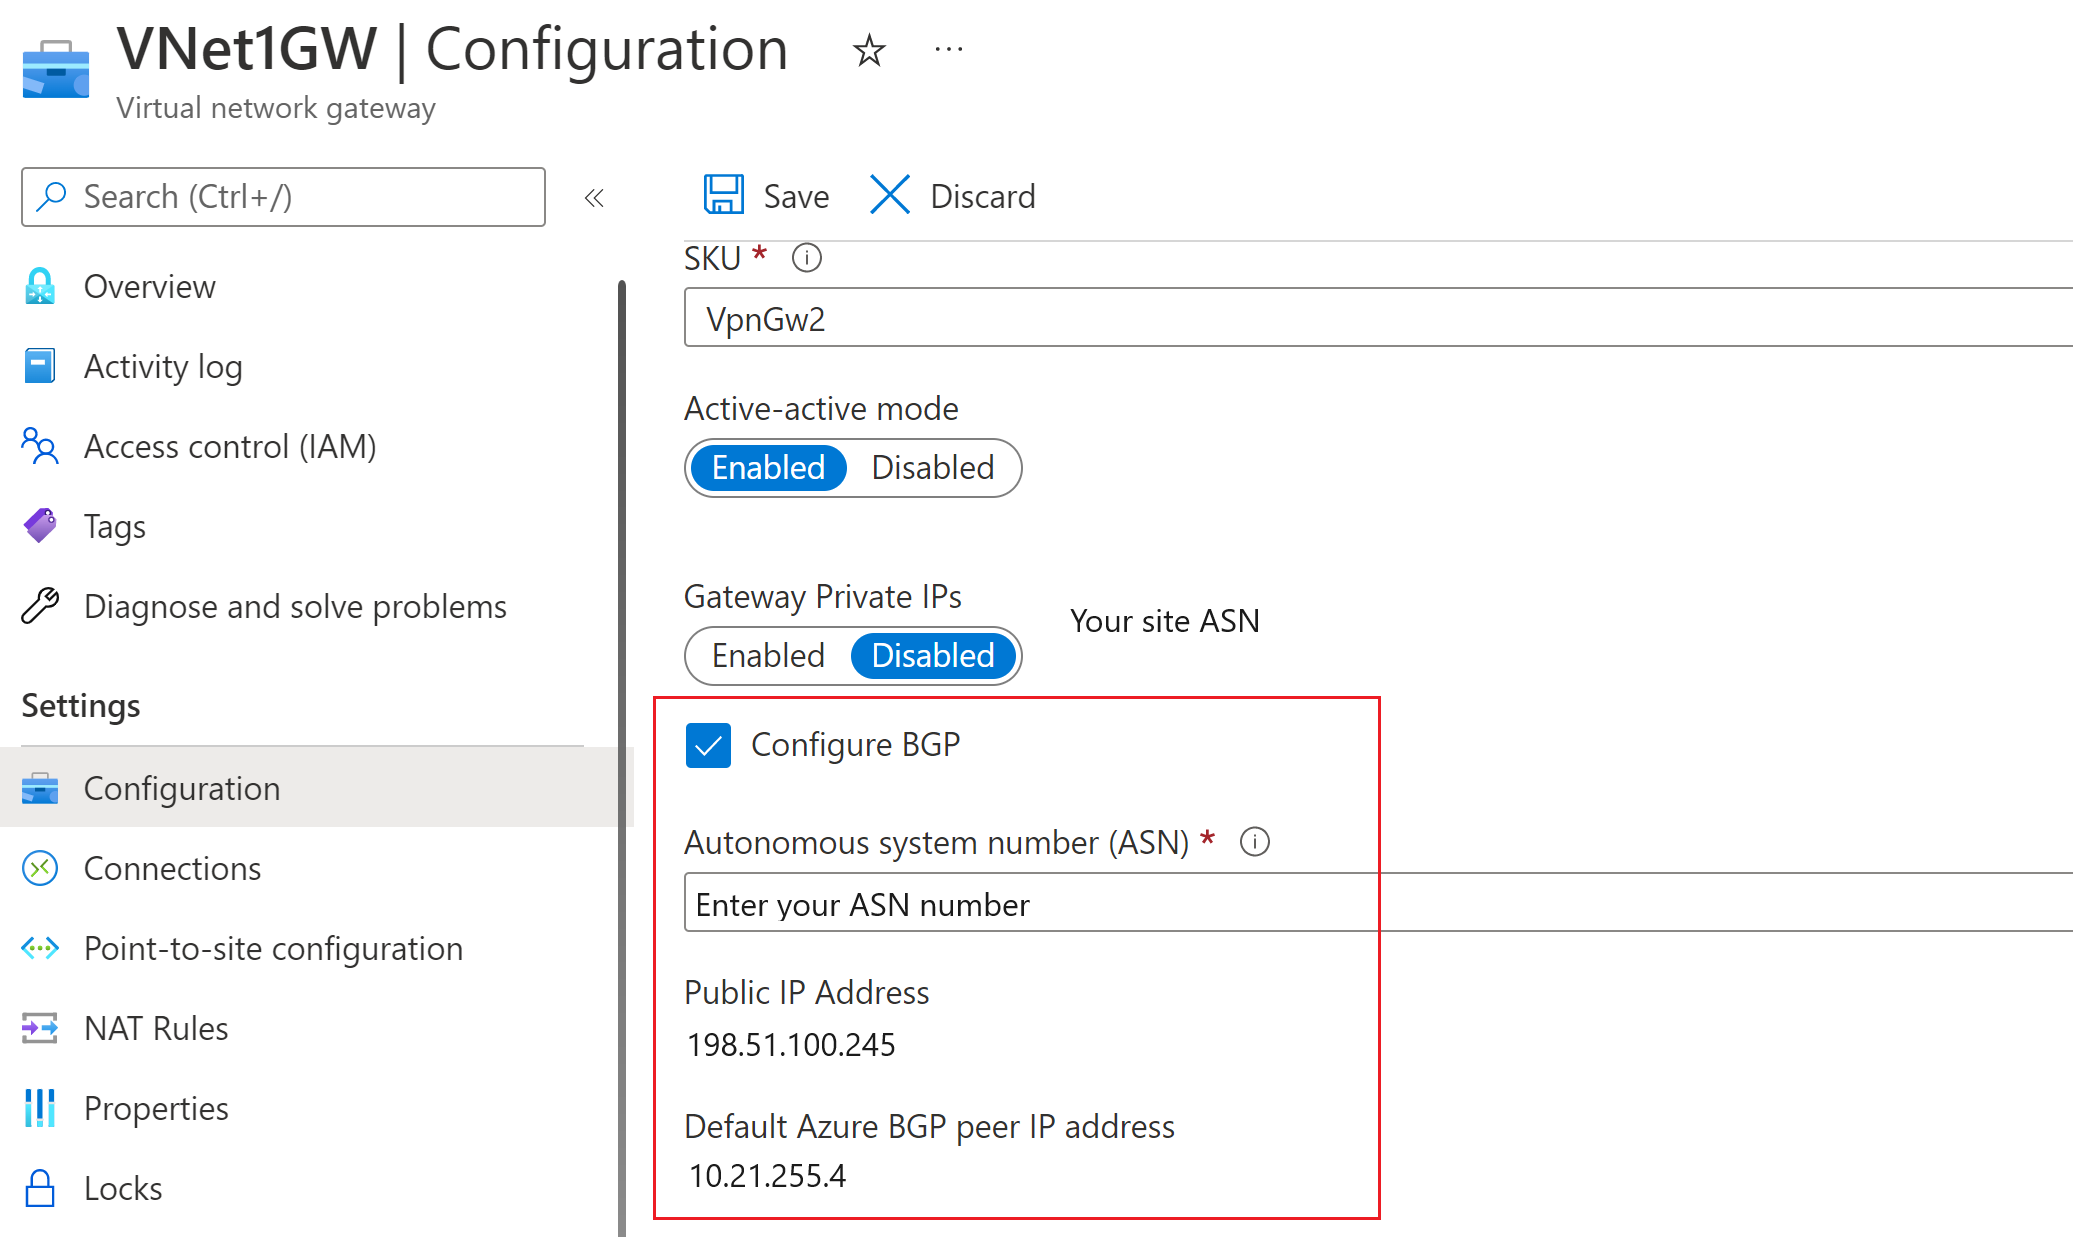 VNet1GW | Configuration
Virtual network gateway
Search (Ctrl+/)
Overview
Activity log
Access control (IAM)
Tags
Diagnose and solve problems
Settings
Configuration
Connections
Point-to-site configuration
NAT Rules
Properties
Locks
Save Discard
SKU *
VpnGw2
Active-active mode
Enabled Disabled
Gateway Private IPs
Enabled Disabled
Your site ASN
Configure BGP
Autonomous system number (ASN) *
Enter your ASN number
Public IP Address
198.51.100.245
Default Azure BGP peer IP address
10.21.255.4